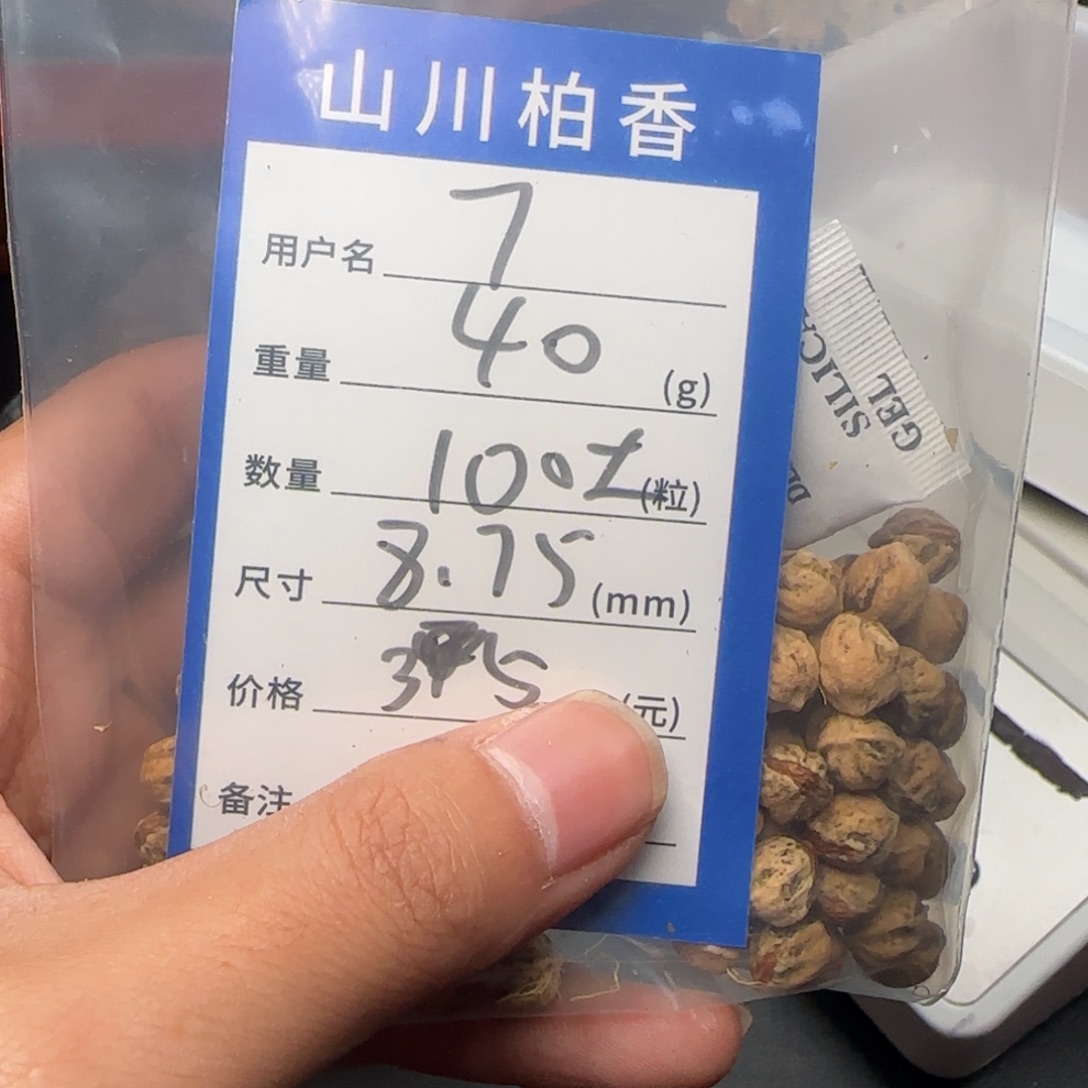 山川柏香
用户名 7
重量 40 (g)
数量 100± (粒)
尺寸 8.75 (mm)
价格 (元)
备注
SILICA
GEL